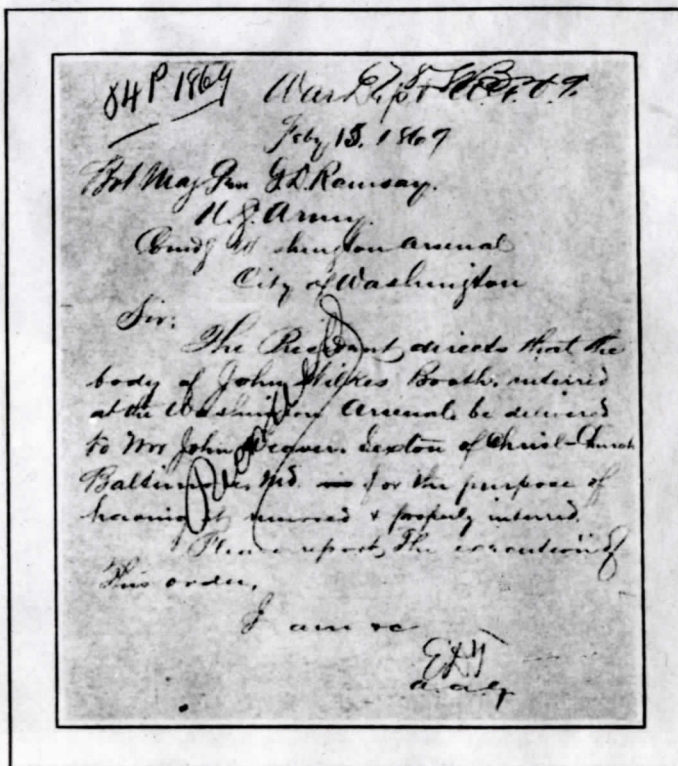 84 P 1869
War Dept
Feby 15. 1869
Bvt Maj Gen G. D. Ramsay.
U. S. Army.
Comdg Washington Arsenal
City of Washington
Sir:
The President directs that the
body of John Wilkes Booth, interred
at the Washington Arsenal, be delivered
to Mr John Weaver, Sexton of Christ Church
Baltimore, Md. for the purpose of
having it removed & properly interred.
Please report the execution of
this order.
I am &c
E D T
a. a. g.